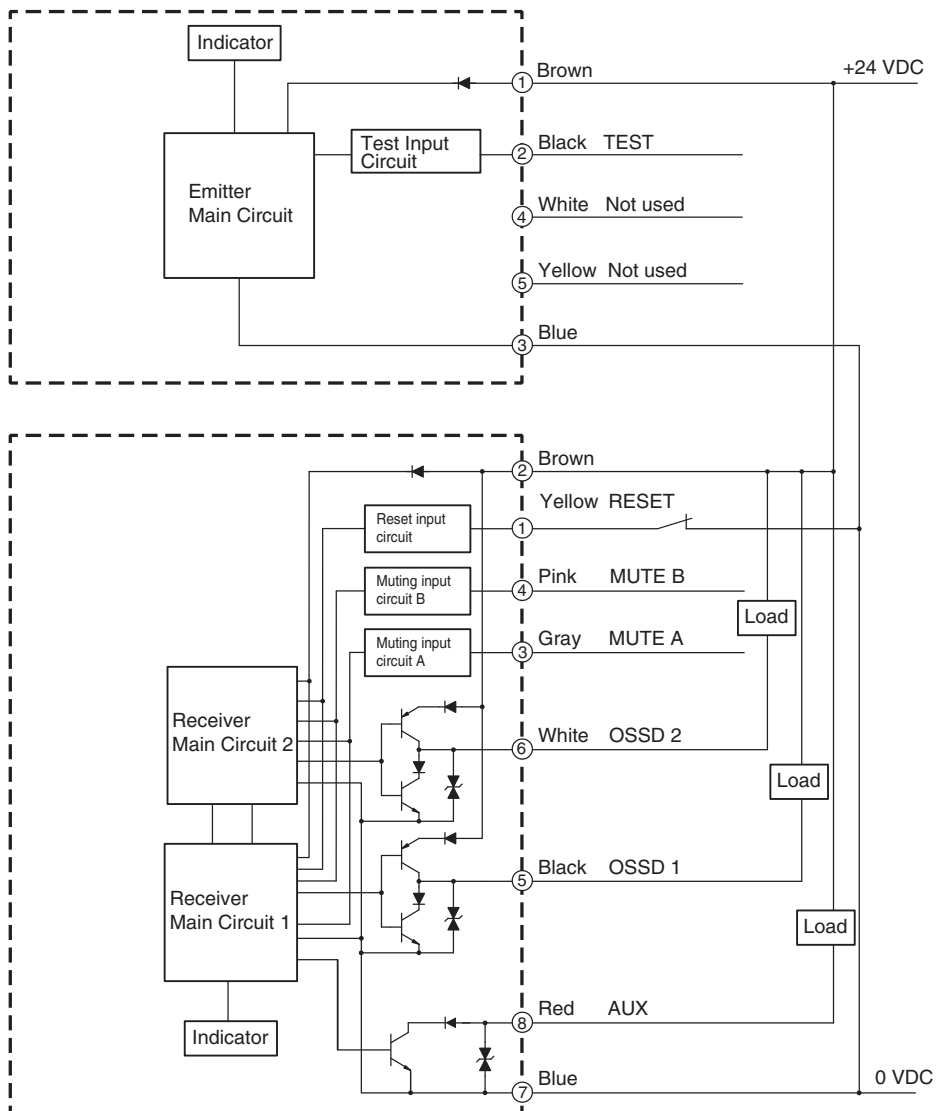 Indicator
① Brown
+24 VDC
Test Input
Circuit
② Black TEST
Emitter
Main Circuit
④ White Not used
⑤ Yellow Not used
③ Blue
② Brown
Yellow RESET
Reset input
circuit
①
Muting input
circuit B
④ Pink MUTE B
Load
Muting input
circuit A
③ Gray MUTE A
Receiver
Main Circuit 2
⑥ White OSSD 2
Load
Receiver
Main Circuit 1
⑤ Black OSSD 1
Load
Indicator
⑧ Red AUX
⑦ Blue
0 VDC